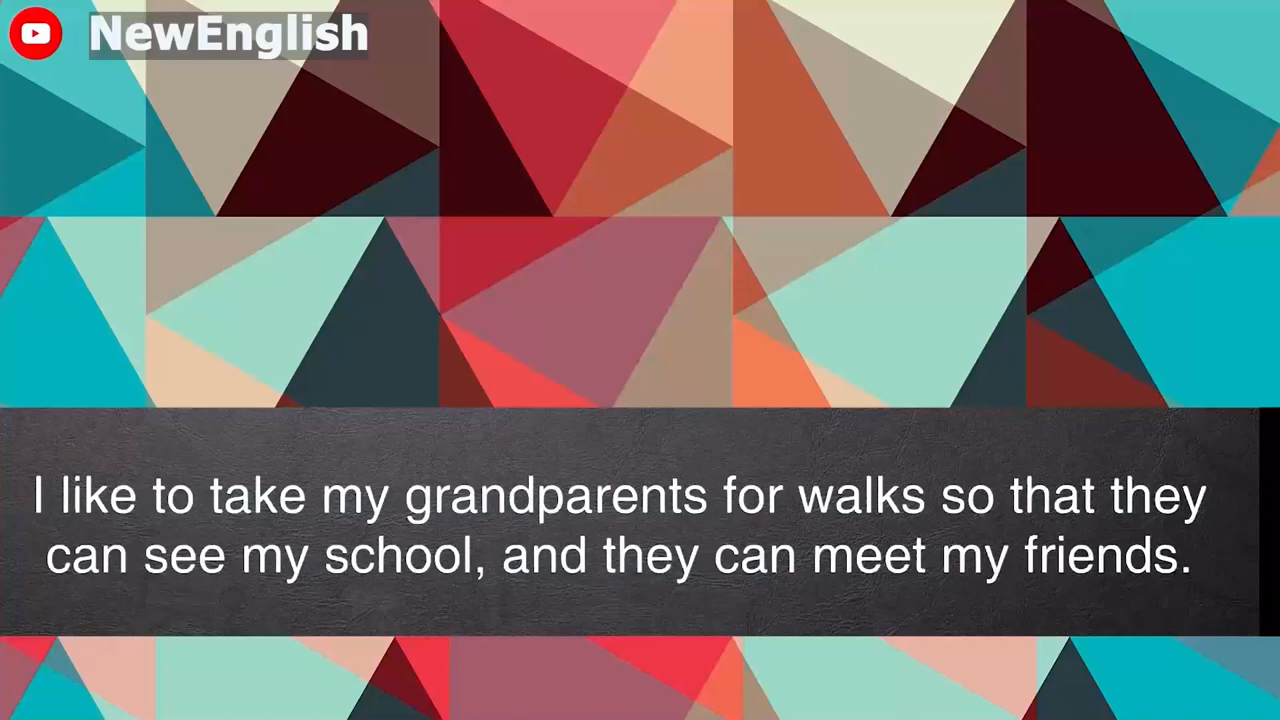 NewEnglish
I like to take my grandparents for walks so that they
can see my school, and they can meet my friends.